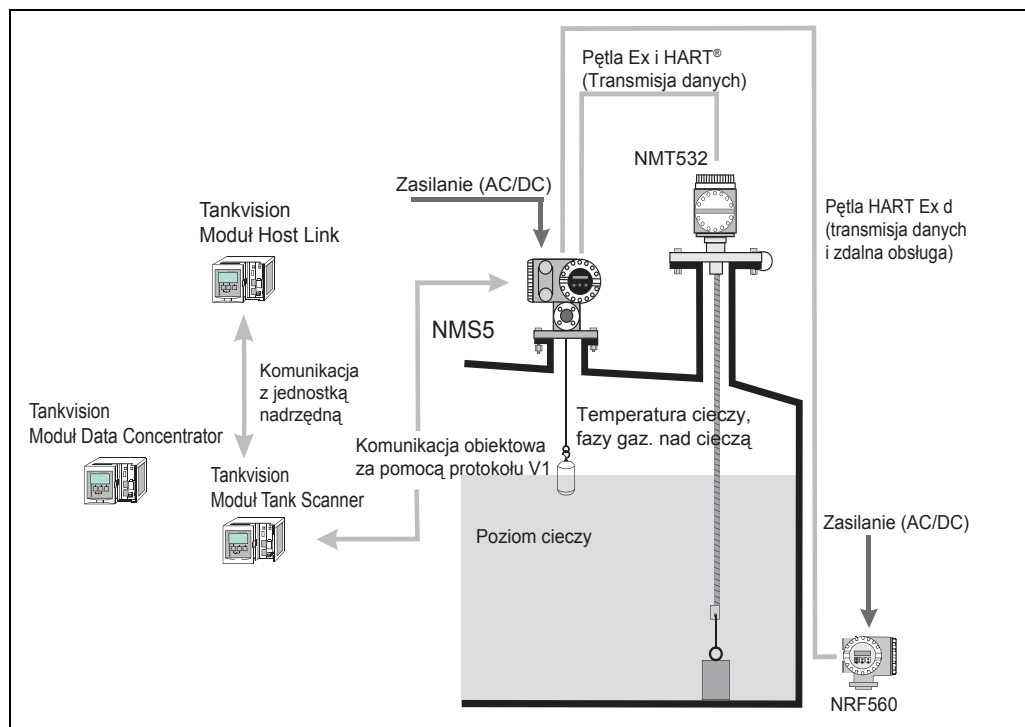 Pętla Ex i HART®
(Transmisja danych)
NMT532
Zasilanie (AC/DC)
Tankvision
Moduł Host Link
Pętla HART Ex d
(transmisja danych
i zdalna obsługa)
NMS5
Komunikacja
z jednostką
nadrzędną
Tankvision
Moduł Data Concentrator
Temperatura cieczy,
fazy gaz. nad cieczą
Komunikacja obiektowa
za pomocą protokołu V1
Tankvision
Moduł Tank Scanner
Poziom cieczy
Zasilanie (AC/DC)
NRF560